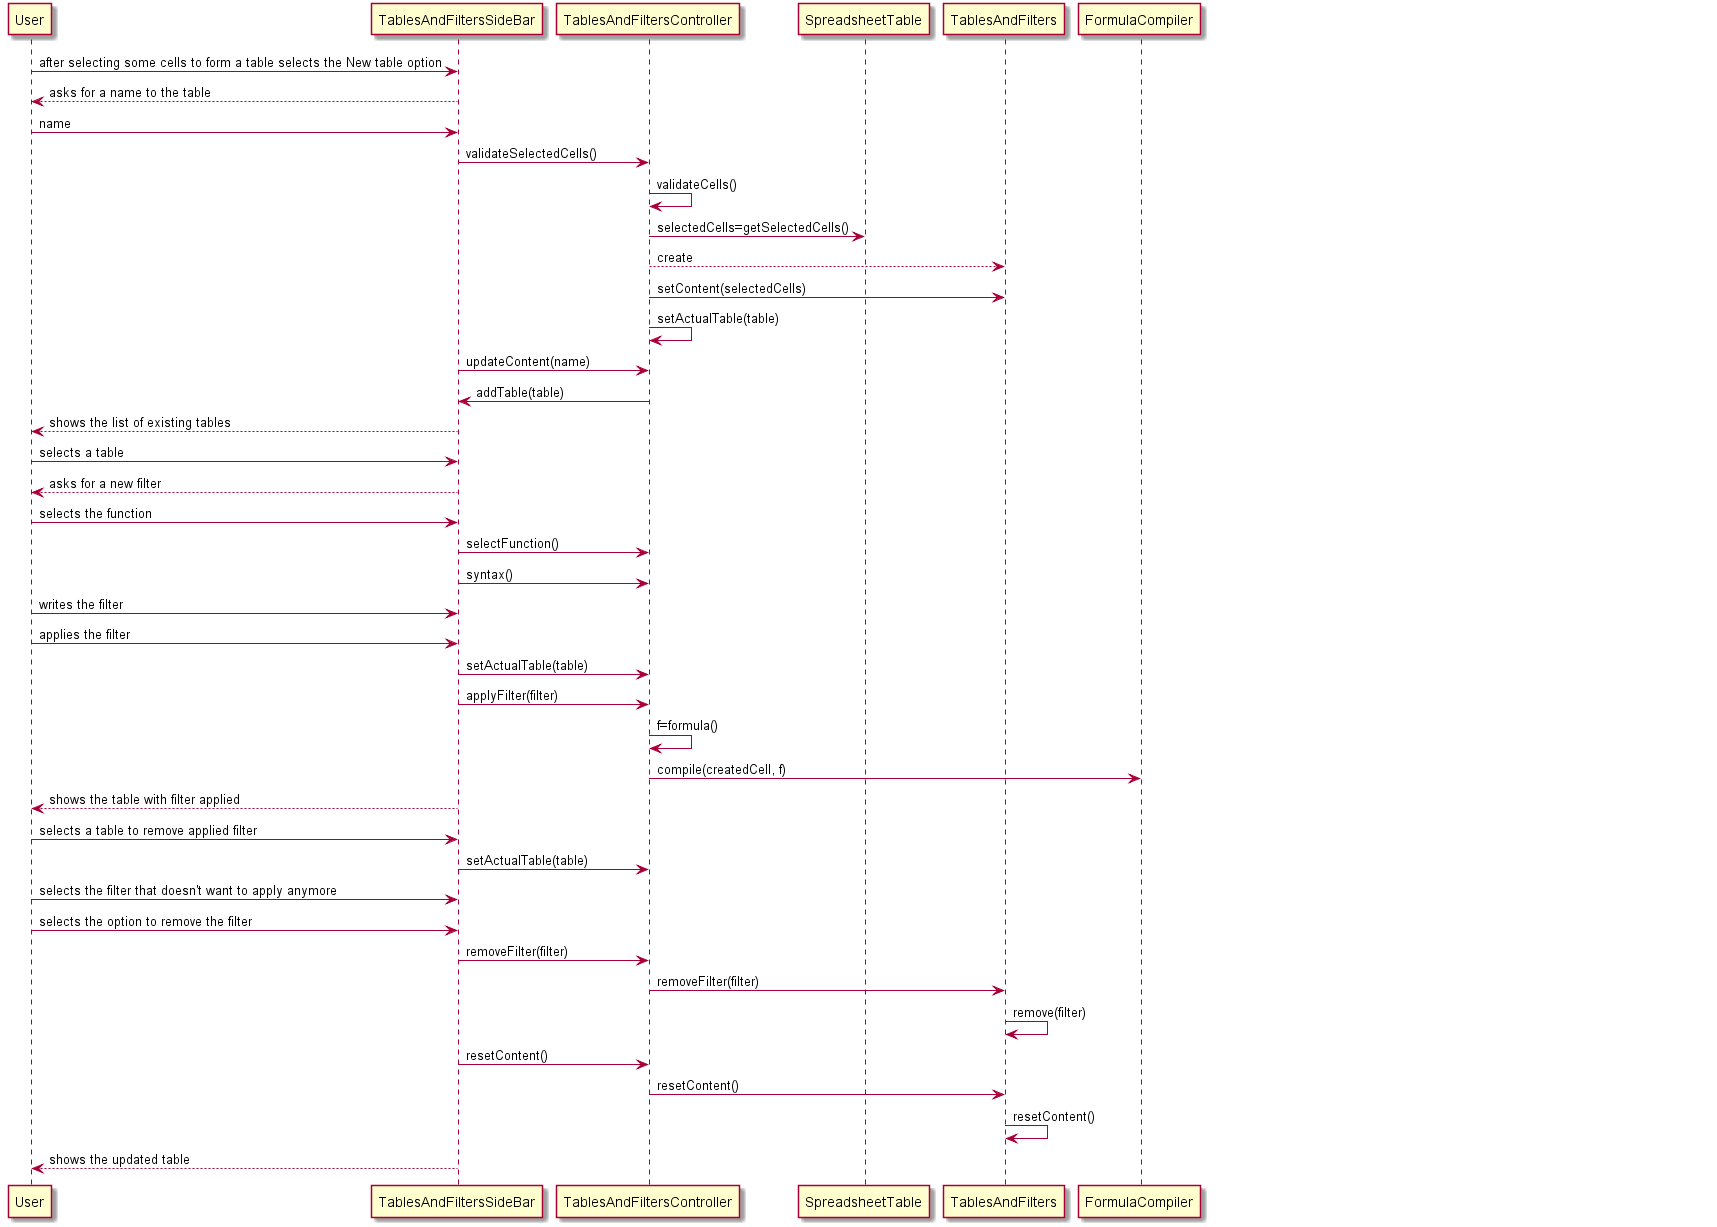 User TablesAndFiltersSideBar TablesAndFiltersController SpreadsheetTable TablesAndFilters FormulaCompiler
after selecting some cells to form a table selects the New table option
asks for a name to the table
name
validateSelectedCells()
validateCells()
selectedCells=getSelectedCells()
create
setContent(selectedCells)
setActualTable(table)
updateContent(name)
addTable(table)
shows the list of existing tables
selects a table
asks for a new filter
selects the function
selectFunction()
syntax()
writes the filter
applies the filter
setActualTable(table)
applyFilter(filter)
f=formula()
compile(createdCell, f)
shows the table with filter applied
selects a table to remove applied filter
setActualTable(table)
selects the filter that doesn't want to apply anymore
selects the option to remove the filter
removeFilter(filter)
removeFilter(filter)
remove(filter)
resetContent()
resetContent()
resetContent()
shows the updated table
User TablesAndFiltersSideBar TablesAndFiltersController SpreadsheetTable TablesAndFilters FormulaCompiler